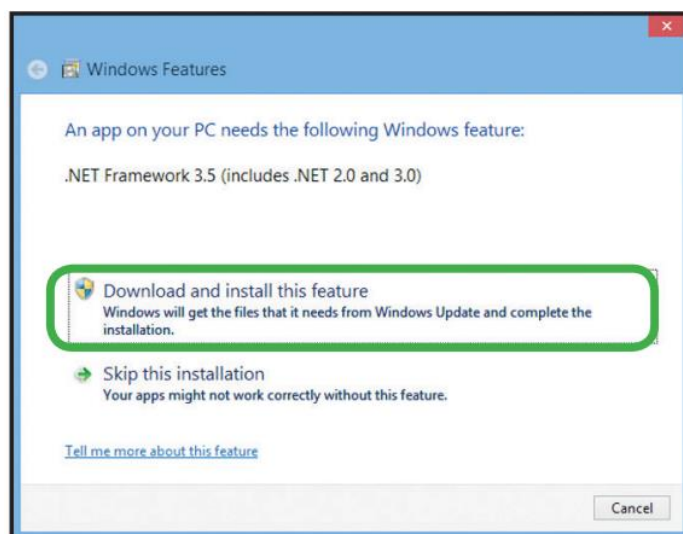 Windows Features
An app on your PC needs the following Windows feature:
.NET Framework 3.5 (includes .NET 2.0 and 3.0)
Download and install this feature
Windows will get the files that it needs from Windows Update and complete the
installation.
Skip this installation
Your apps might not work correctly without this feature.
Tell me more about this feature
Cancel